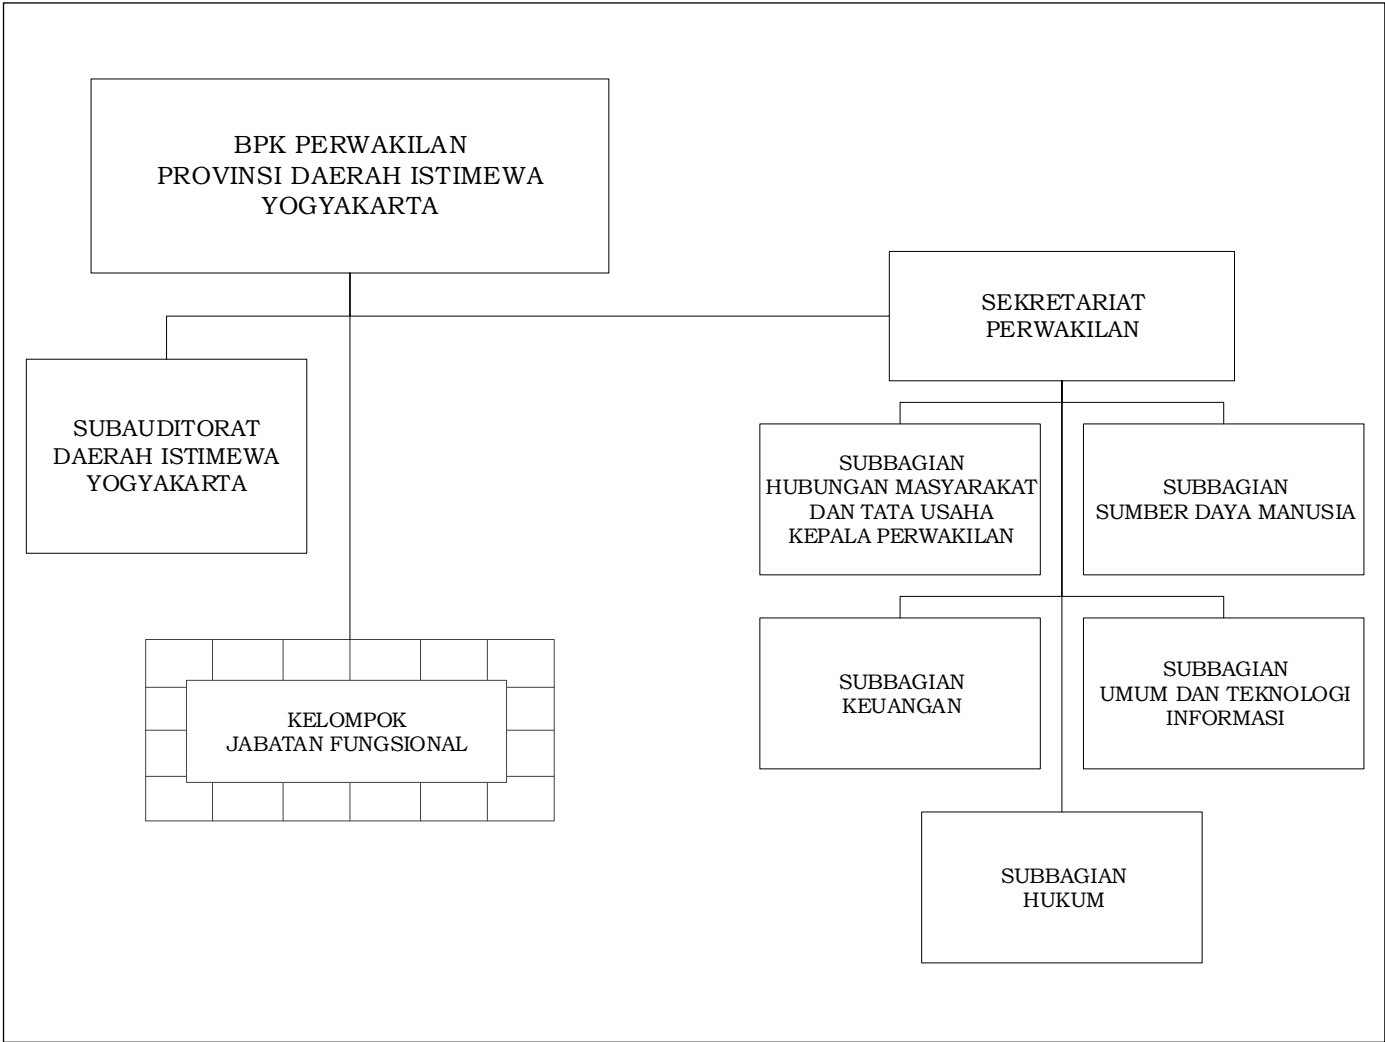 BPK PERWAKILAN
PROVINSI DAERAH ISTIMEWA
YOGYAKARTA
SEKRETARIAT
PERWAKILAN
SUBAUDITORAT
DAERAH ISTIMEWA
YOGYAKARTA
SUBBAGIAN
HUBUNGAN MASYARAKAT
DAN TATA USAHA
KEPALA PERWAKILAN
SUBBAGIAN
SUMBER DAYA MANUSIA
KELOMPOK
JABATAN FUNGSIONAL
SUBBAGIAN
KEUANGAN
SUBBAGIAN
UMUM DAN TEKNOLOGI
INFORMASI
SUBBAGIAN
HUKUM